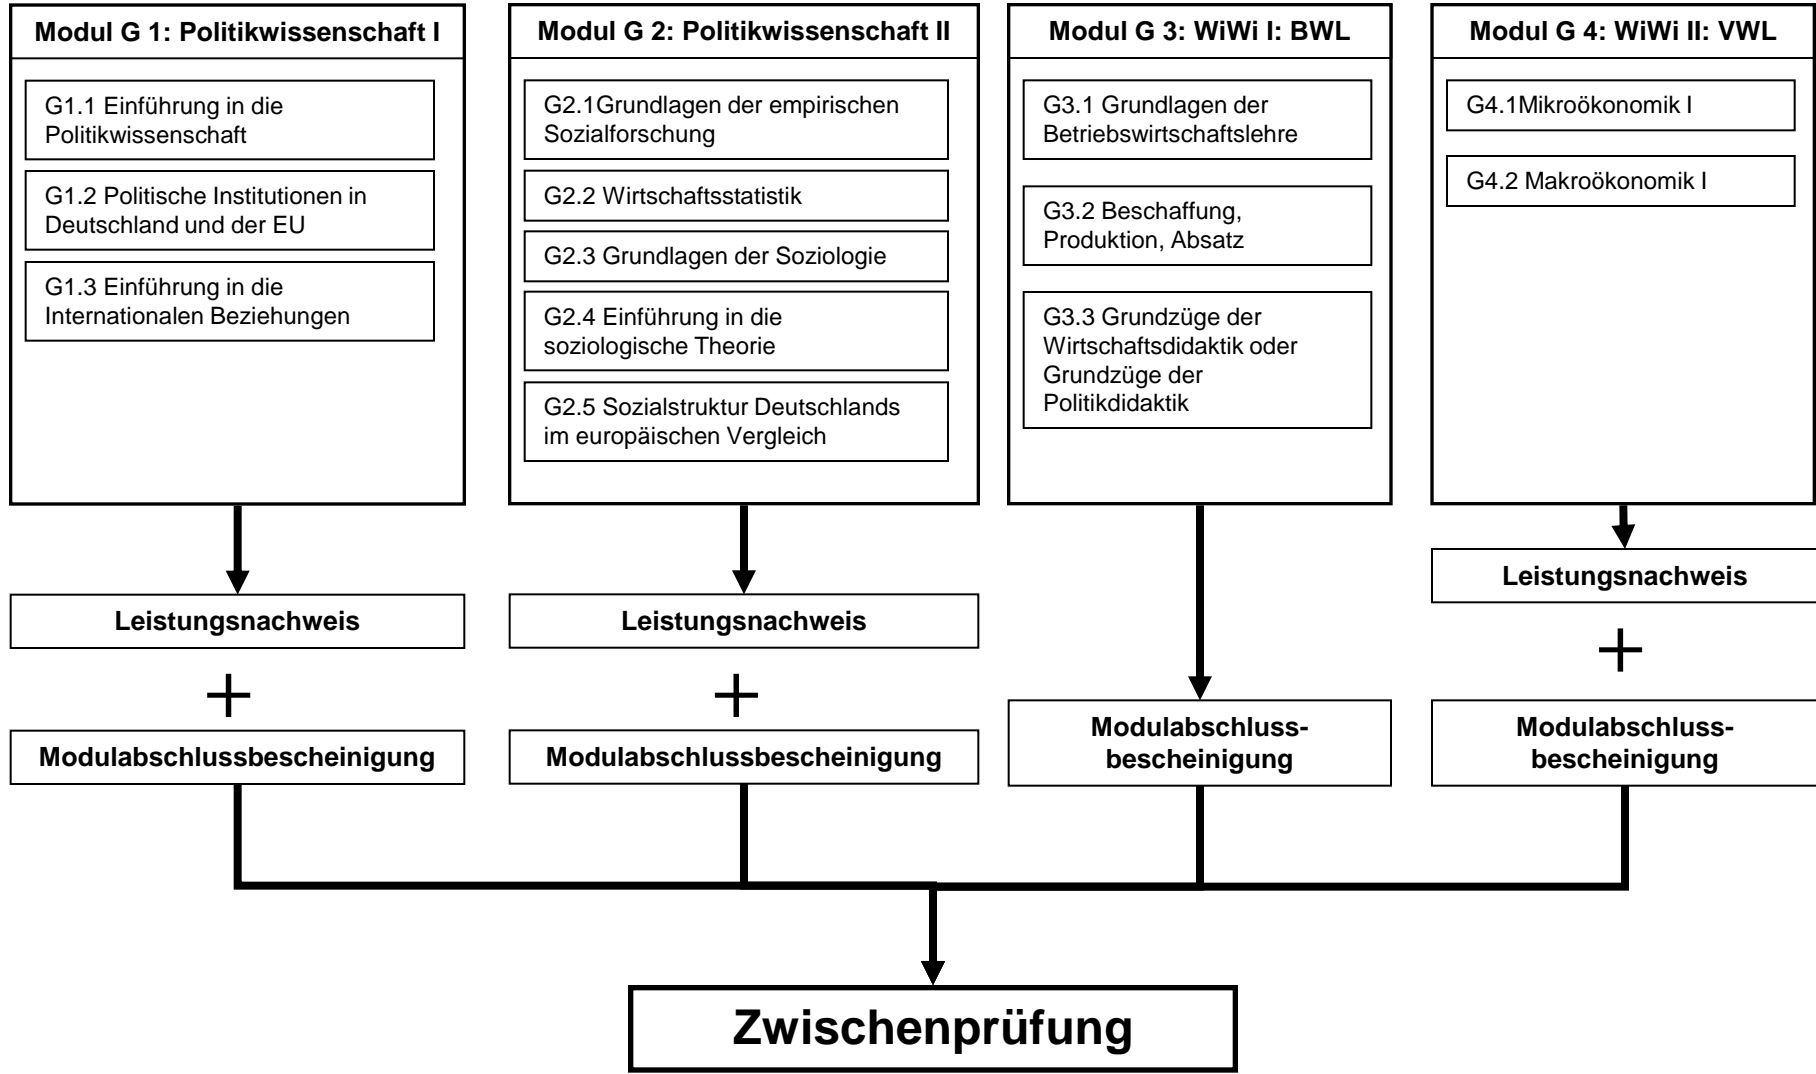 Modul G 1: Politikwissenschaft I
G1.1 Einführung in die
Politikwissenschaft
G1.2 Politische Institutionen in
Deutschland und der EU
G1.3 Einführung in die
Internationalen Beziehungen
Leistungsnachweis
+
Modulabschlussbescheinigung
Modul G 2: Politikwissenschaft II
G2.1Grundlagen der empirischen
Sozialforschung
G2.2 Wirtschaftsstatistik
G2.3 Grundlagen der Soziologie
G2.4 Einführung in die
soziologische Theorie
G2.5 Sozialstruktur Deutschlands
im europäischen Vergleich
Leistungsnachweis
+
Modulabschlussbescheinigung
Modul G 3: WiWi I: BWL
G3.1 Grundlagen der
Betriebswirtschaftslehre
G3.2 Beschaffung,
Produktion, Absatz
G3.3 Grundzüge der
Wirtschaftsdidaktik oder
Grundzüge der
Politikdidaktik
Modulabschluss-
bescheinigung
Modul G 4: WiWi II: VWL
G4.1Mikroökonomik I
G4.2 Makroökonomik I
Leistungsnachweis
+
Modulabschluss-
bescheinigung
Zwischenprüfung